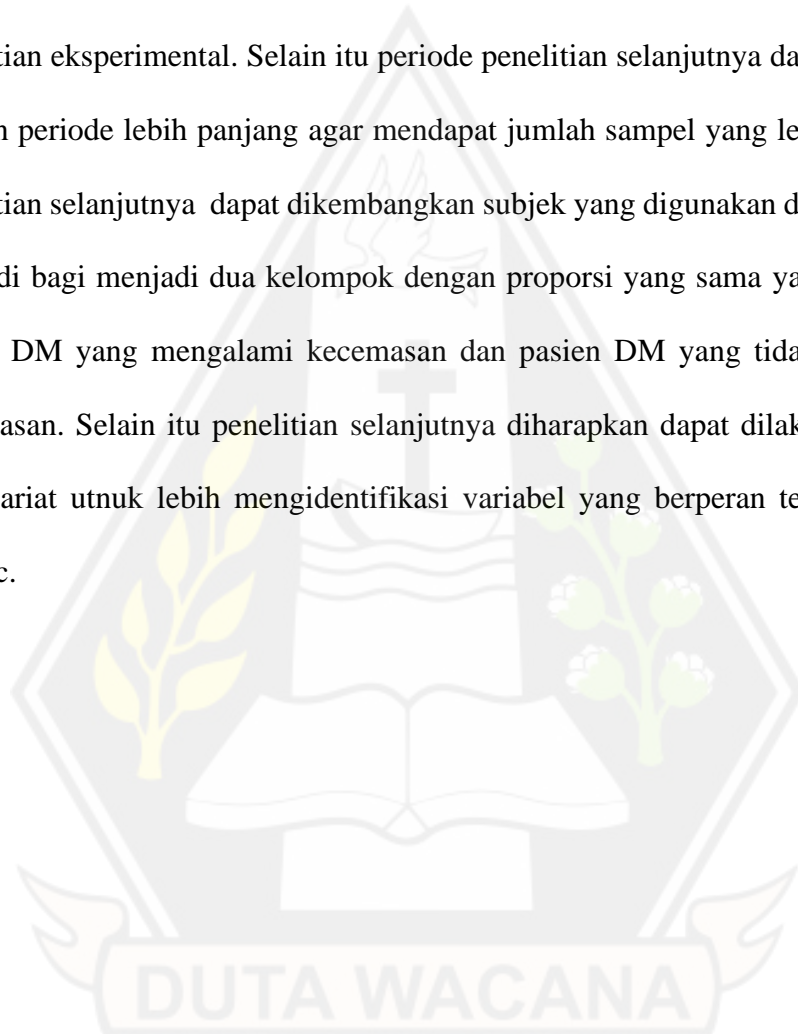 tian eksperimental. Selain itu periode penelitian selanjutnya da
n periode lebih panjang agar mendapat jumlah sampel yang le
tian selanjutnya dapat dikembangkan subjek yang digunakan d
di bagi menjadi dua kelompok dengan proporsi yang sama ya
DM yang mengalami kecemasan dan pasien DM yang tida
asan. Selain itu penelitian selanjutnya diharapkan dapat dilak
ariat utnuk lebih mengidentifikasi variabel yang berperan te
c.
DUTA WACANA